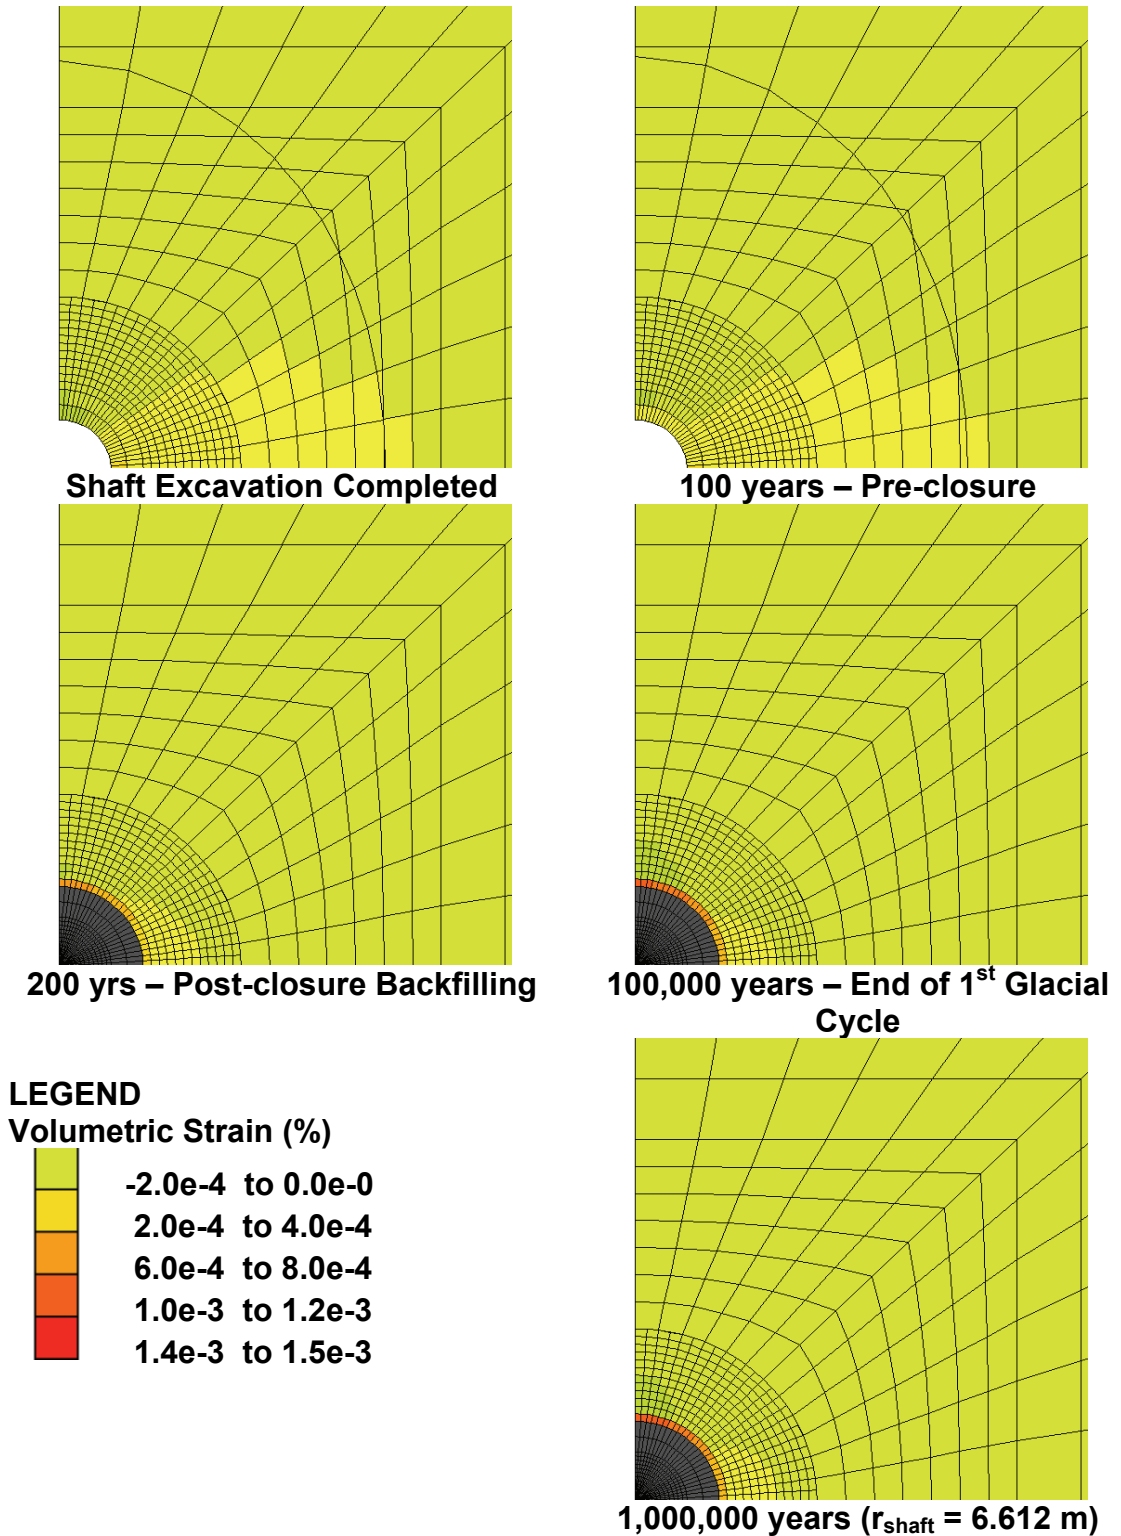 Shaft Excavation Completed
100 years – Pre-closure
200 yrs – Post-closure Backfilling
100,000 years – End of 1st Glacial
Cycle
LEGEND
Volumetric Strain (%)
-2.0e-4 to 0.0e-0
2.0e-4 to 4.0e-4
6.0e-4 to 8.0e-4
1.0e-3 to 1.2e-3
1.4e-3 to 1.5e-3
1,000,000 years (rshaft = 6.612 m)